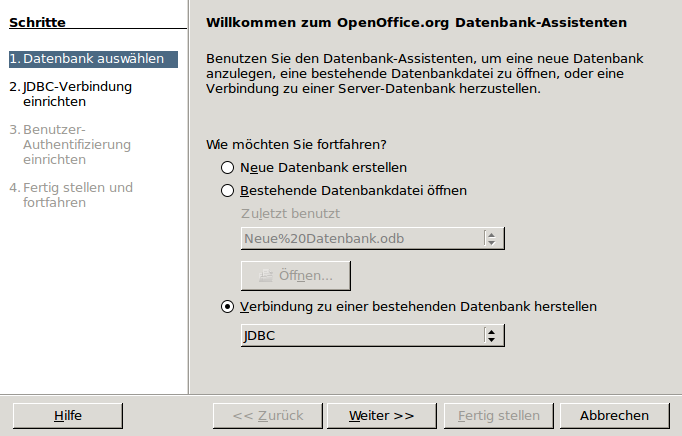 Schritte
1. Datenbank auswählen
2. JDBC-Verbindung
einrichten
3. Benutzer-
Authentifizierung
einrichten
4. Fertig stellen und
fortfahren
Willkommen zum OpenOffice.org Datenbank-Assistenten
Benutzen Sie den Datenbank-Assistenten, um eine neue Datenbank
anzulegen, eine bestehende Datenbankdatei zu öffnen, oder eine
Verbindung zu einer Server-Datenbank herzustellen.
Wie möchten Sie fortfahren?
Neue Datenbank erstellen
Bestehende Datenbankdatei öffnen
Zuletzt benutzt
Neue%20Datenbank.odb
Öffnen...
Verbindung zu einer bestehenden Datenbank herstellen
JDBC
Hilfe
<< Zurück
Weiter >>
Fertig stellen
Abbrechen